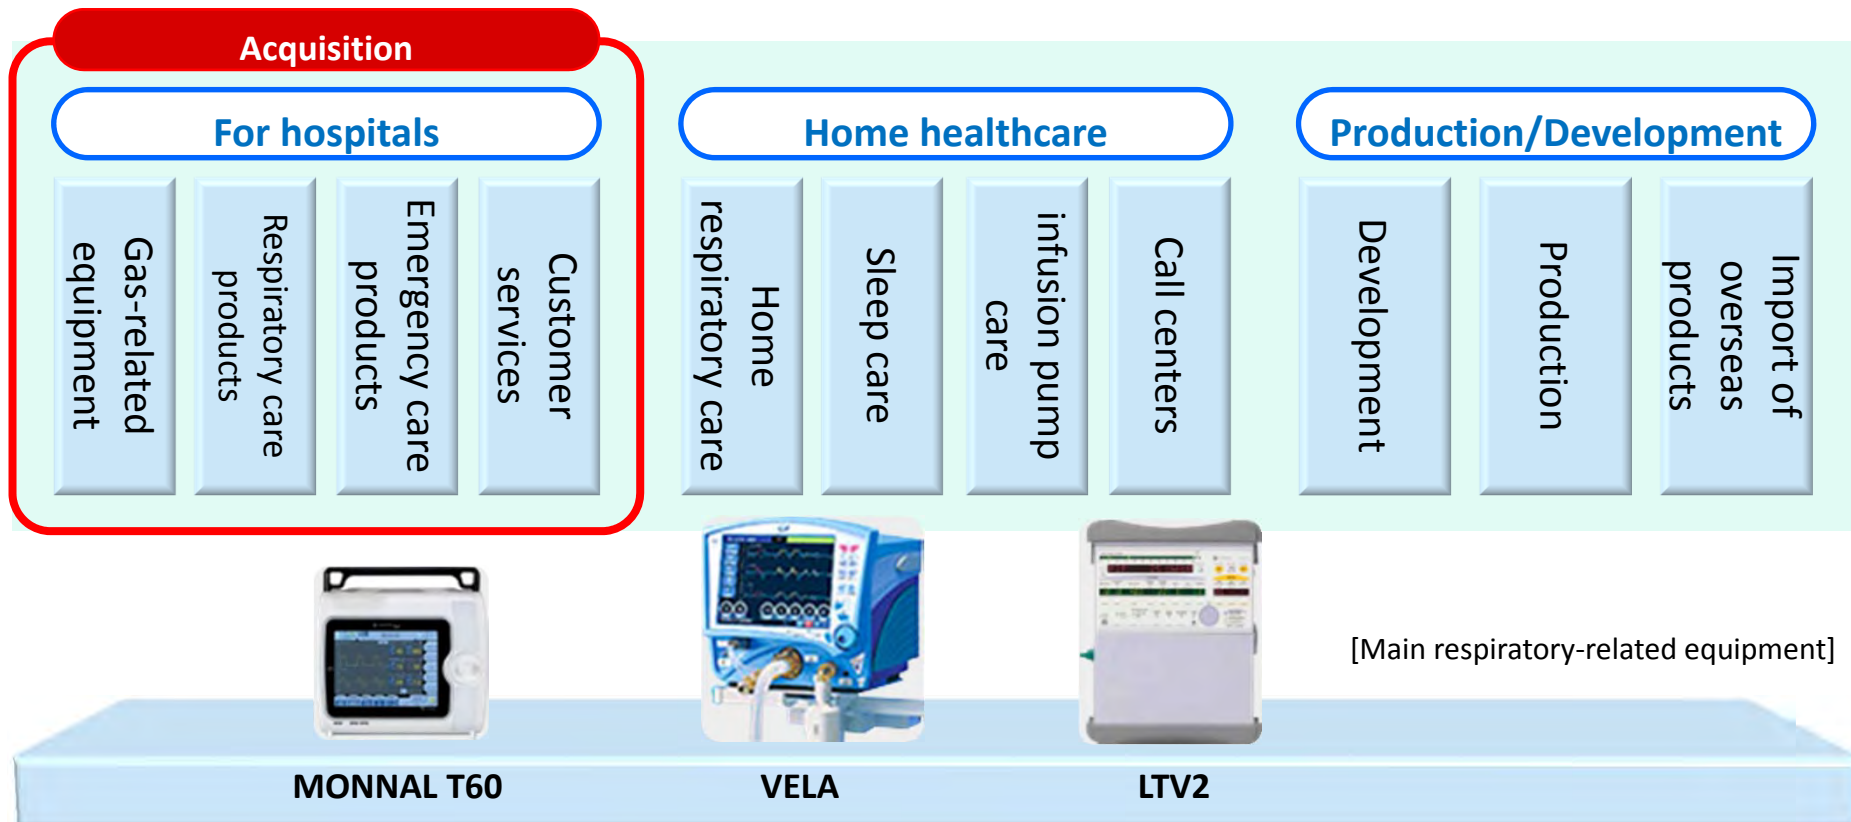 Acquisition
For hospitals
Home healthcare
Production/Development
Gas-related
equipment
Respiratory care
products
Emergency care
products
Customer
services
Home
respiratory care
Sleep care
infusion pump
care
Call centers
Development
Production
Import of
overseas
products
[Main respiratory-related equipment]
MONNAL T60
VELA
LTV2